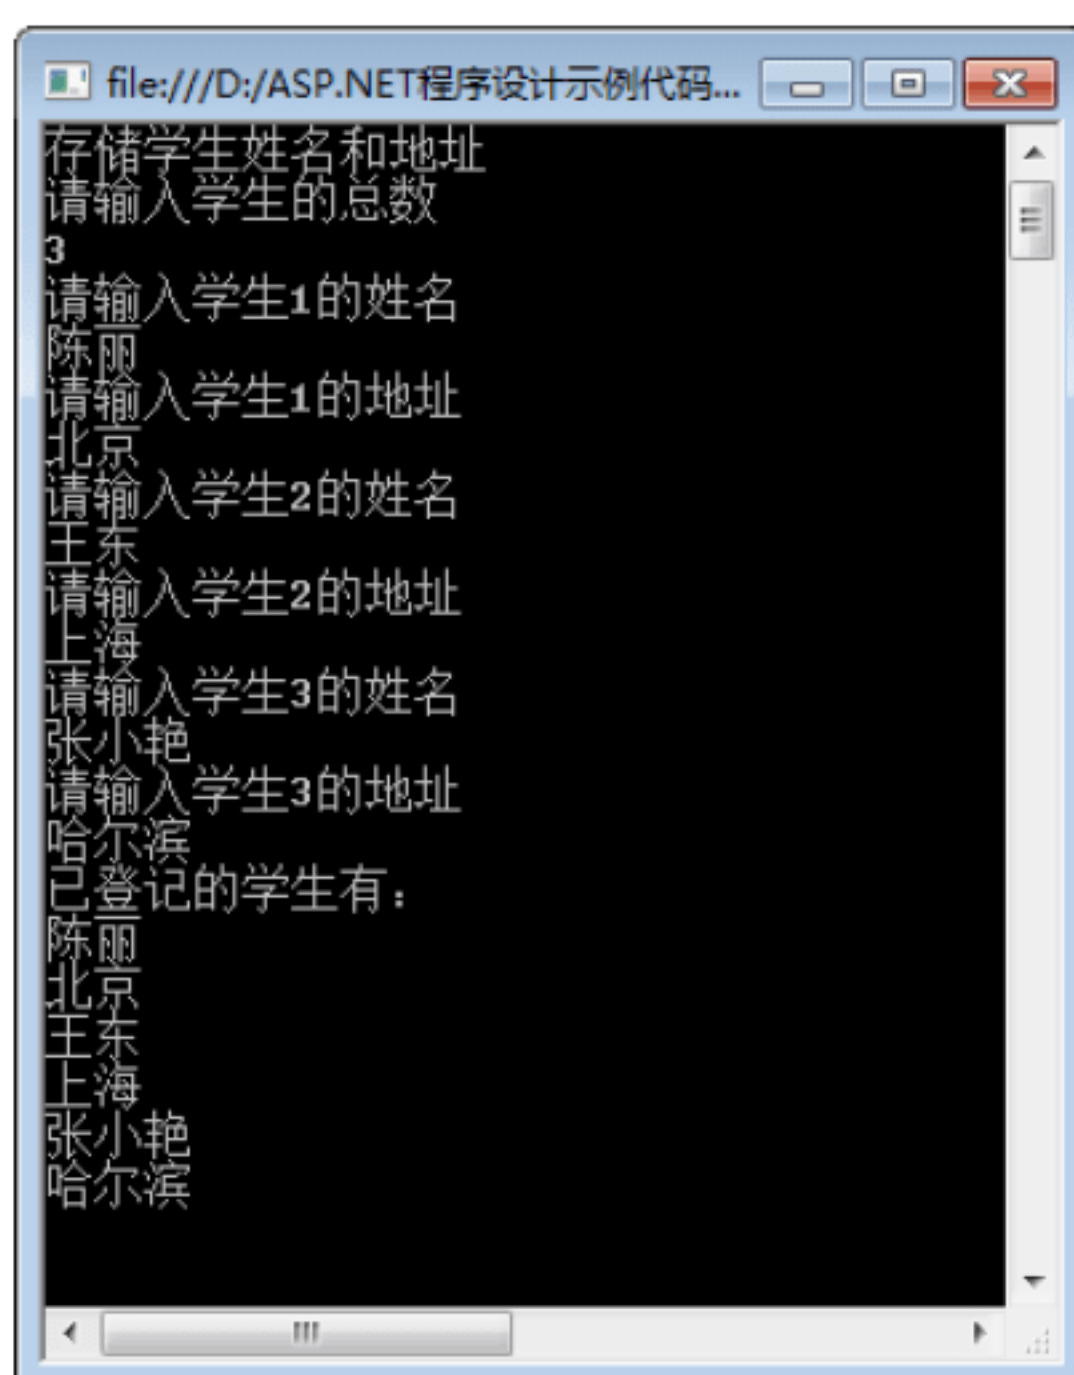 file:///D:/ASP.NET程序设计示例代码...
存储学生姓名和地址
请输入学生的总数
3
请输入学生1的姓名
陈丽
请输入学生1的地址
北京
请输入学生2的姓名
王东
请输入学生2的地址
上海
请输入学生3的姓名
张小艳
请输入学生3的地址
哈尔滨
已登记的学生有：
陈丽
北京
王东
上海
张小艳
哈尔滨